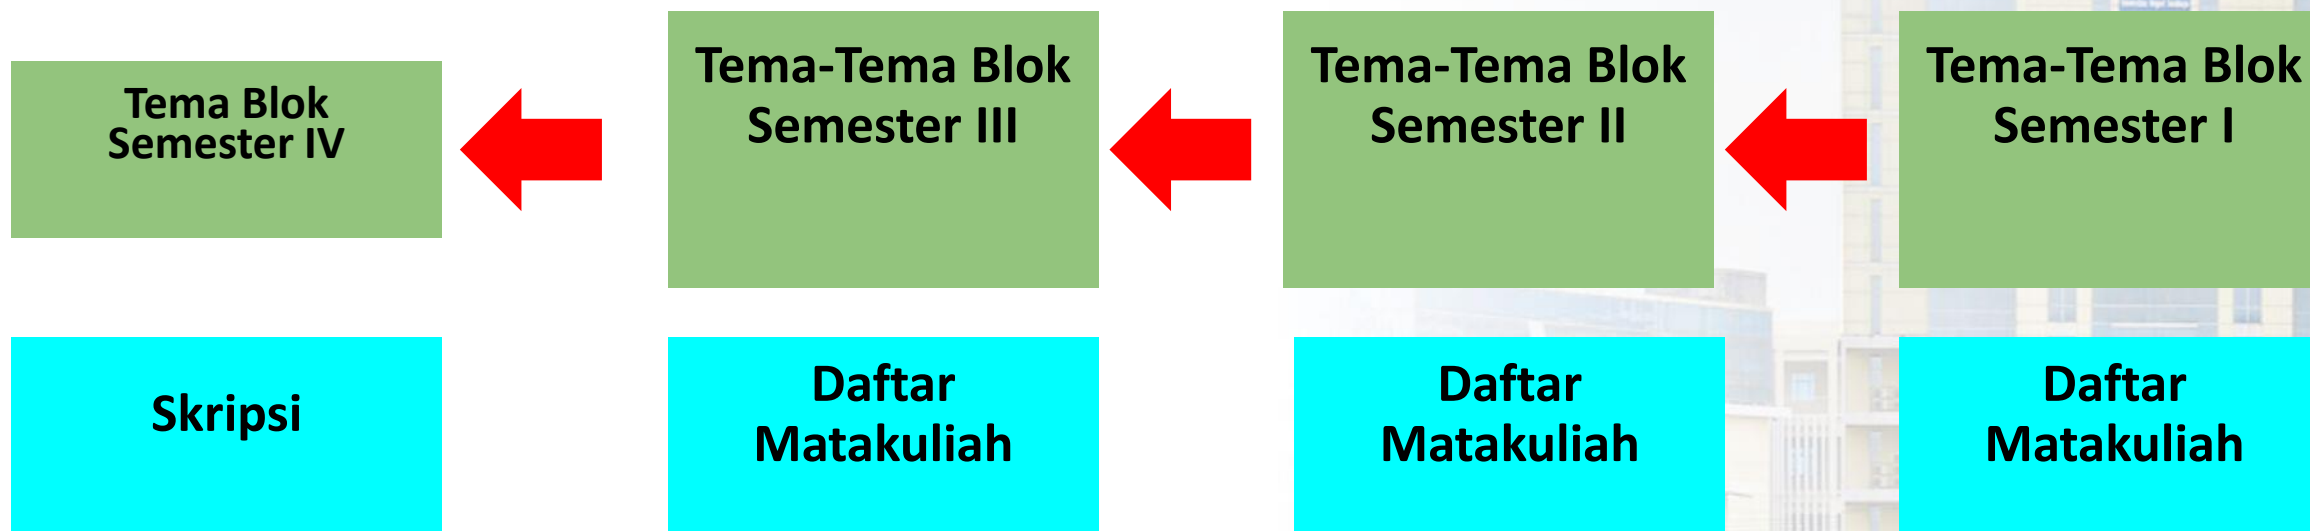 Tema Blok
Semester IV
Tema-Tema Blok
Semester III
Tema-Tema Blok
Semester II
Tema-Tema Blok
Semester I
Skripsi
Daftar
Matakuliah
Daftar
Matakuliah
Daftar
Matakuliah